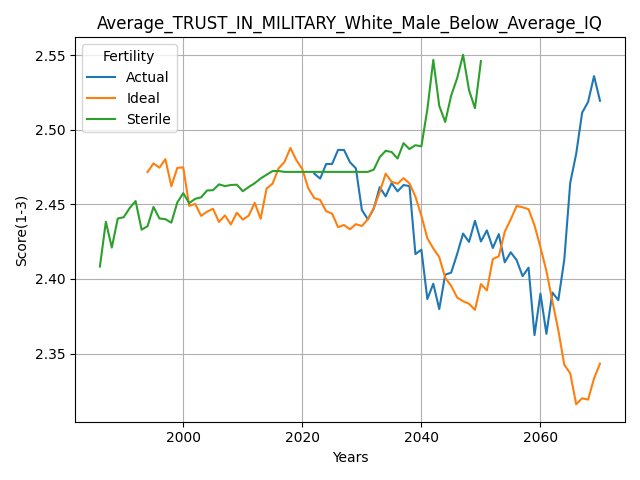 Average_TRUST_IN_MILITARY_White_Male_Below_Average_IQ
Fertility
Actual
Ideal
Sterile
Score(1-3)
2.55
2.50
2.45
2.40
2.35
2000
2020
2040
2060
Years